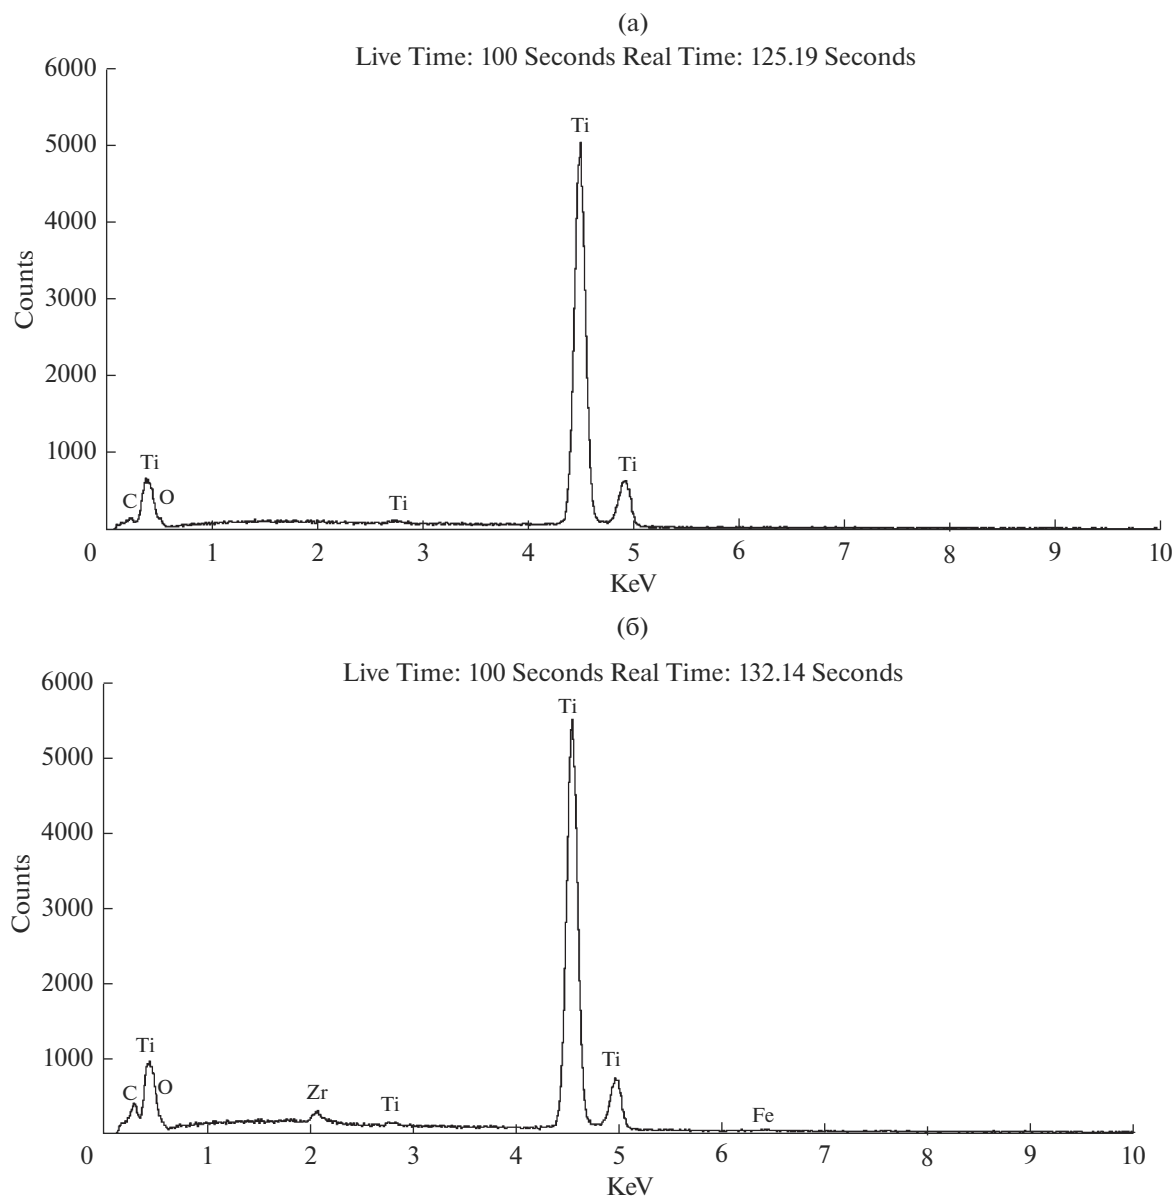 (а)
Live Time: 100 Seconds Real Time: 125.19 Seconds
6000
5000
4000
3000
2000
1000
Counts
Ti
Ti
Ti
C
O
Ti
0 1 2 3 4 5 6 7 8 9 10
KeV
(б)
Live Time: 100 Seconds Real Time: 132.14 Seconds
6000
5000
4000
3000
2000
1000
Counts
Ti
Ti
Ti
C
O
Zr
Ti
Fe
0 1 2 3 4 5 6 7 8 9 10
KeV